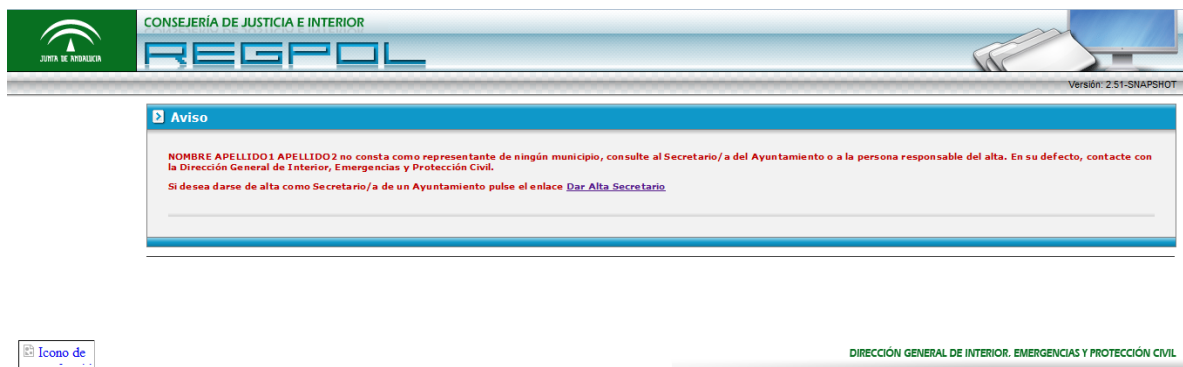 CONSEJERÍA DE JUSTICIA E INTERIOR
REGPOL
JUNTA DE ANDALUCIA
Versión: 2.51-SNAPSHOT
Aviso
NOMBRE APELLIDO1 APELLIDO2 no consta como representante de ningún municipio, consulte al Secretario/a del Ayuntamiento o a la persona responsable del alta. En su defecto, contacte con
la Dirección General de Interior, Emergencias y Protección Civil.
Si desea darse de alta como Secretario/a de un Ayuntamiento pulse el enlace Dar Alta Secretario
Icono de
DIRECCIÓN GENERAL DE INTERIOR. EMERGENCIAS Y PROTECCIÓN CIVIL